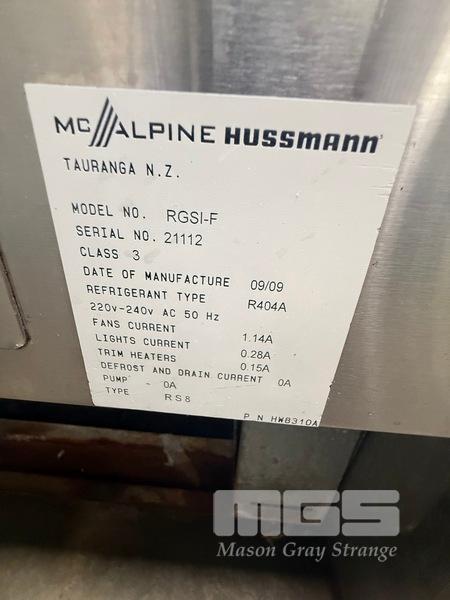 MCALPINE HUSSMANN
TAURANGA N.Z.
MODEL NO. RGSI-F
SERIAL NO. 21112
CLASS 3
DATE OF MANUFACTURE 09/09
REFRIGERANT TYPE R404A
220V-240V AC 50 Hz
FANS CURRENT 1.14A
LIGHTS CURRENT 0.28A
TRIM HEATERS 0.15A
DEFROST AND DRAIN CURRENT 0A
PUMP 0A
TYPE RS8
P N HW8310A
MGS
Mason Gray Strange